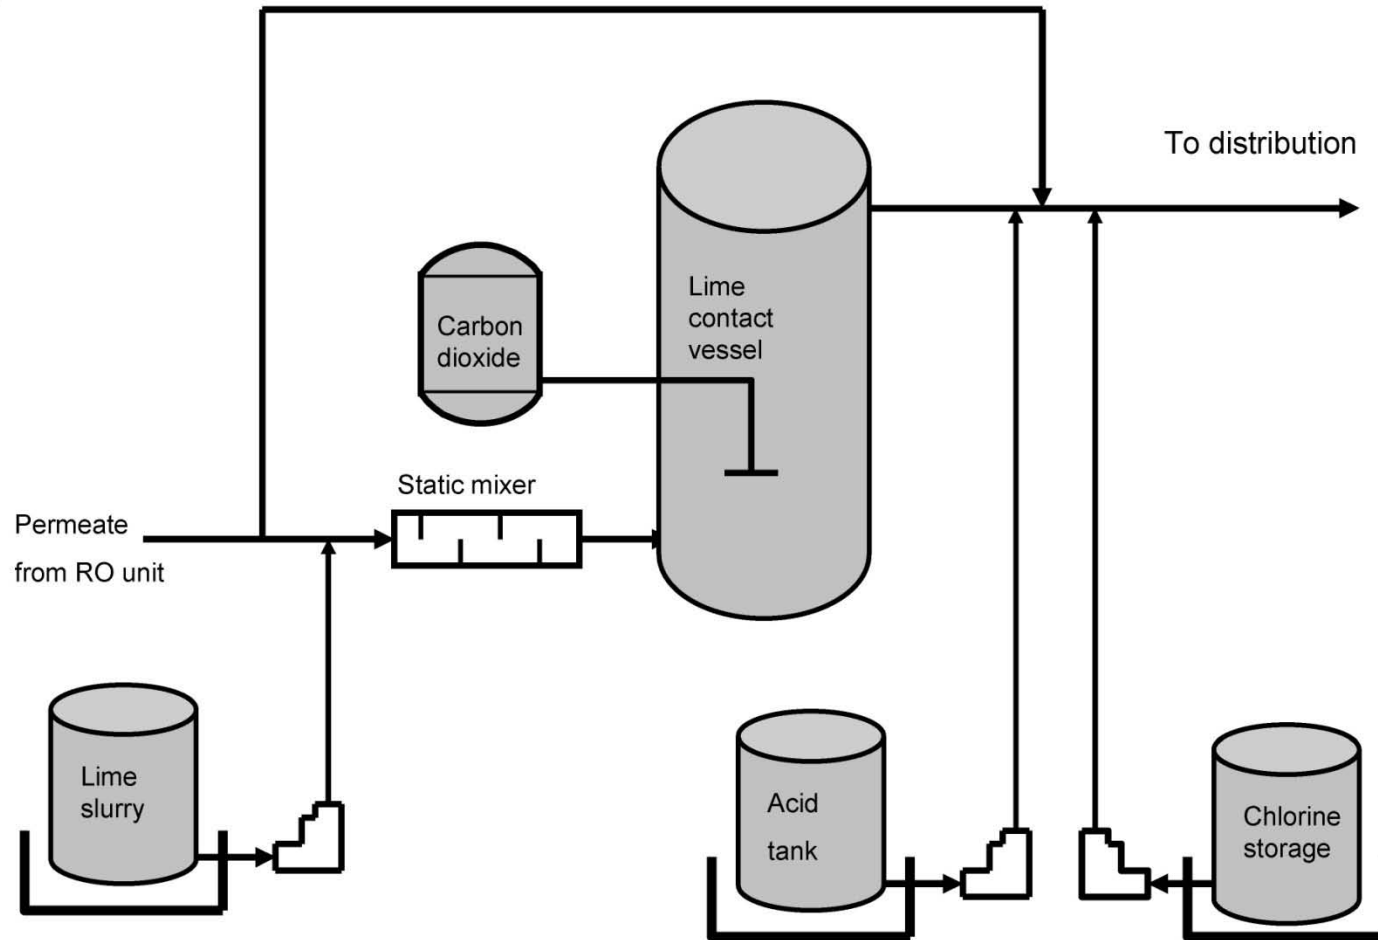 To distribution
Lime
contact
vessel
Carbon
dioxide
Static mixer
Permeate
from RO unit
Lime
slurry
Acid
tank
Chlorine
storage